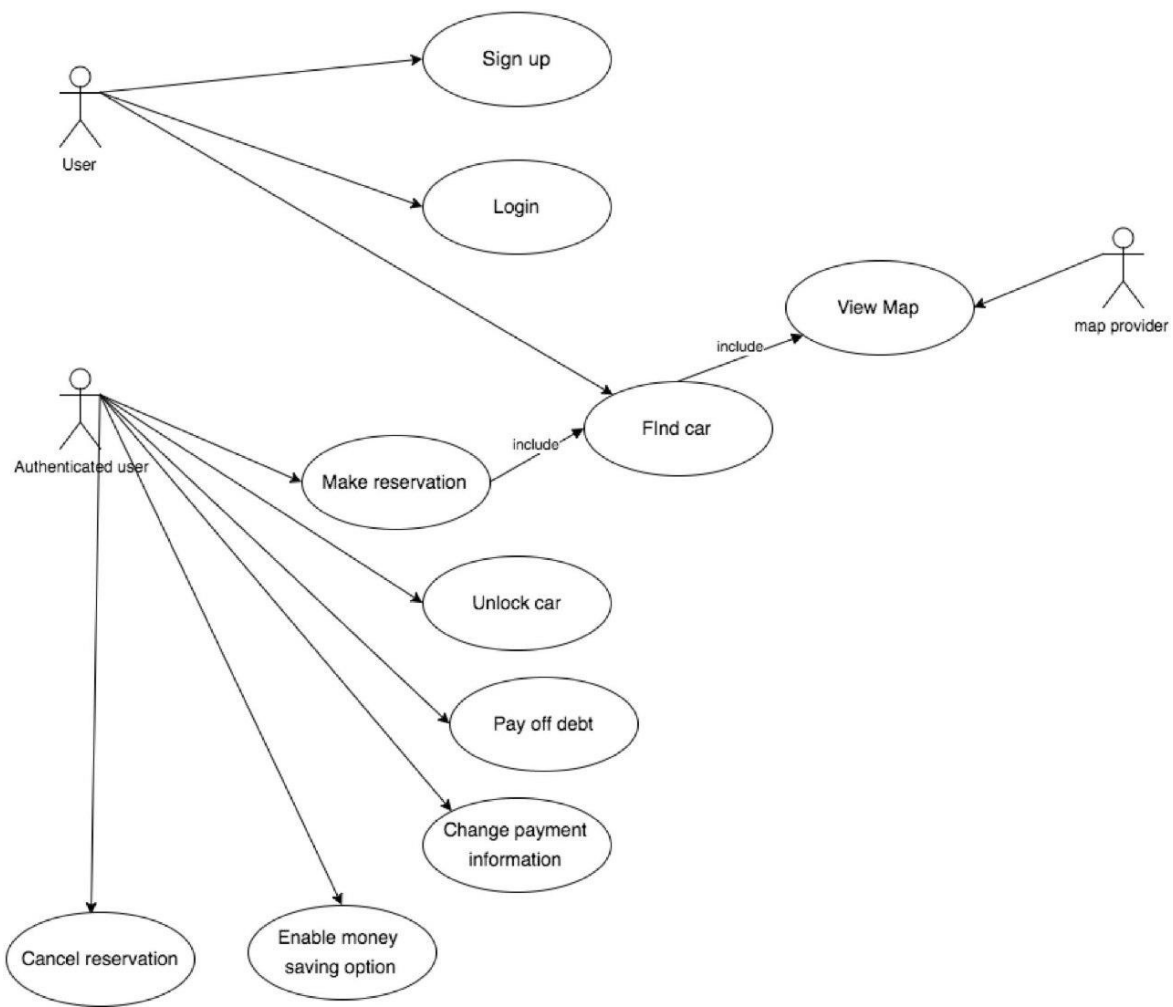 Sign up
User
Login
View Map
map provider
include
FInd car
include
Authenticated user
Make reservation
Unlock car
Pay off debt
Change payment
information
Enable money
saving option
Cancel reservation